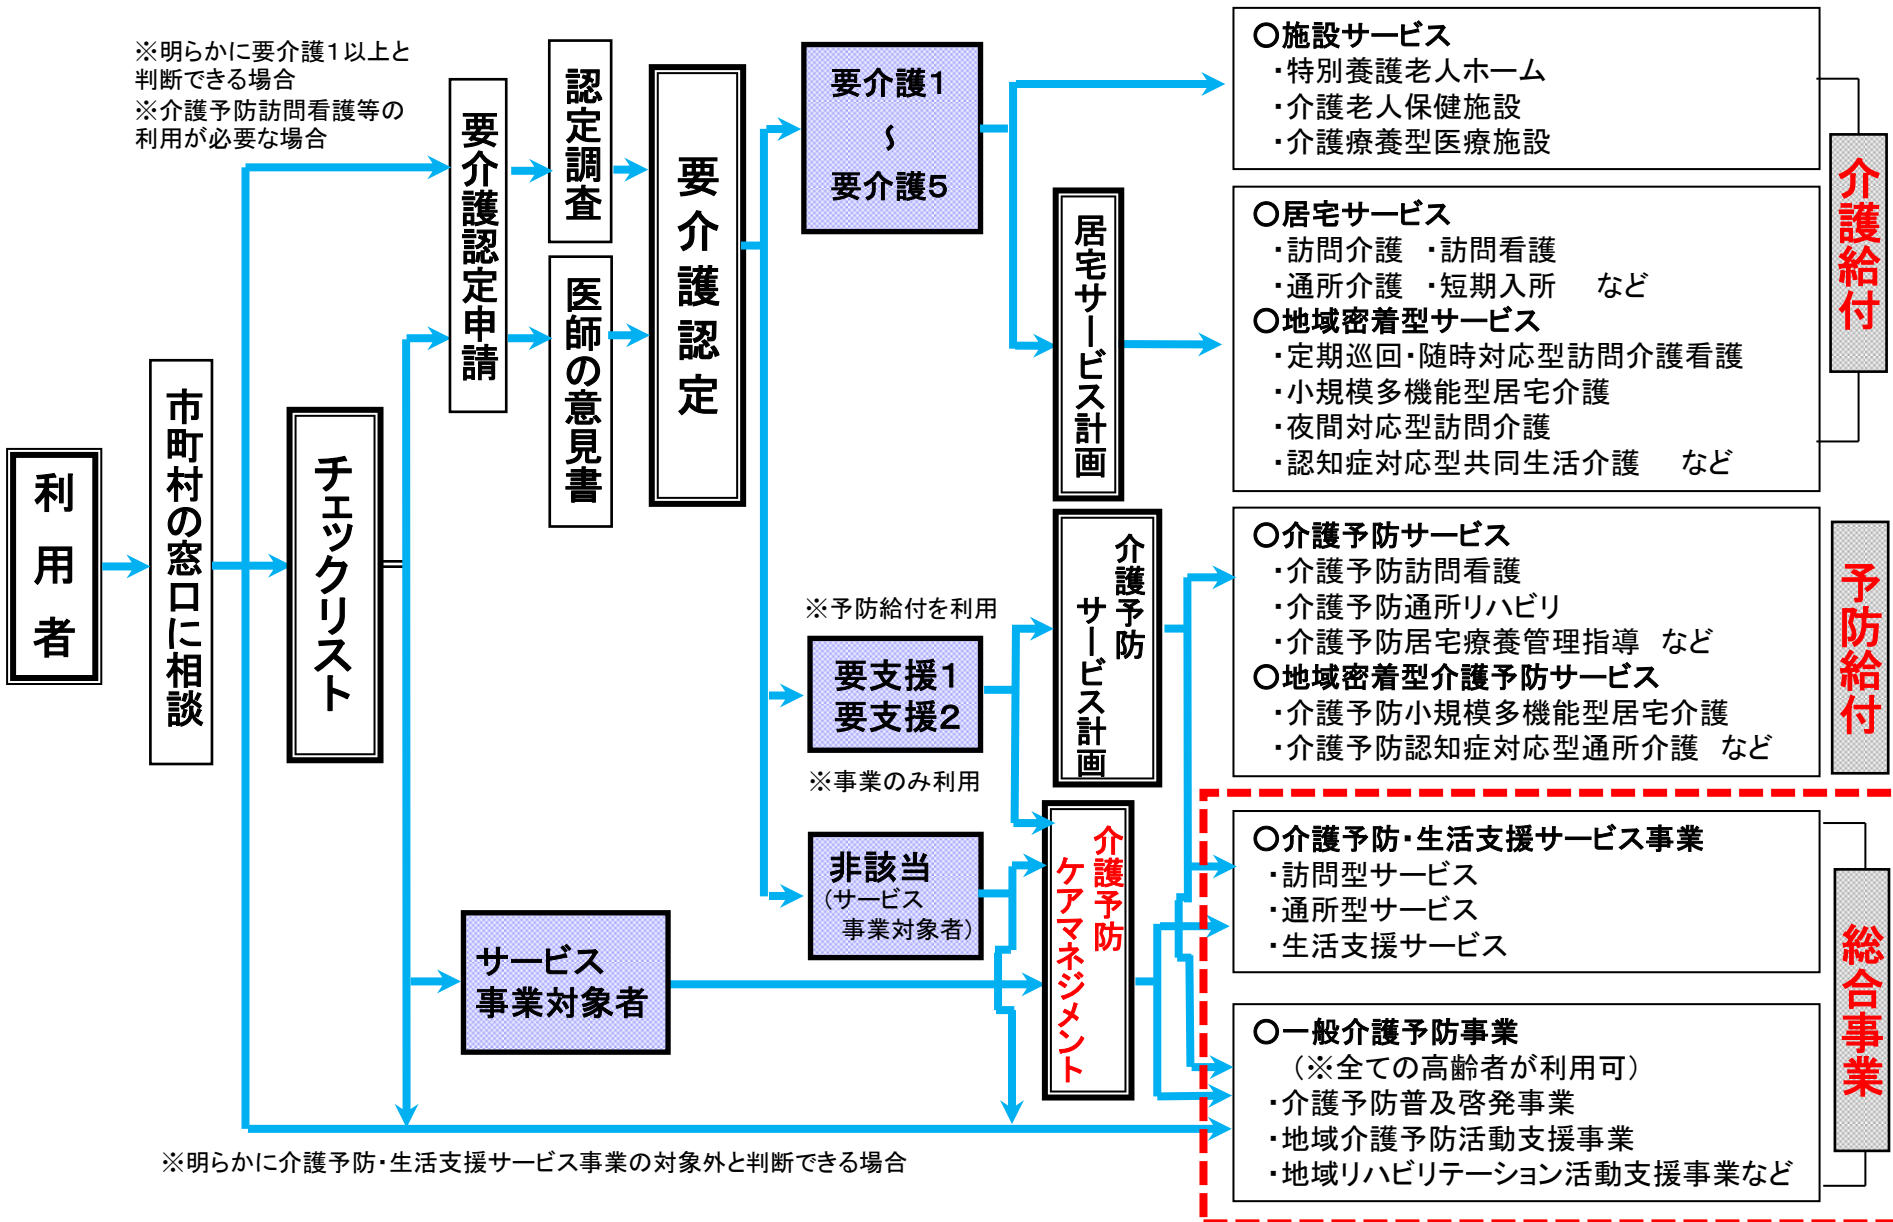 ※明らかに要介護1以上と
判断できる場合
※介護予防訪問看護等の
利用が必要な場合
利用者
市町村の窓口に相談
チェックリスト
要介護認定申請
認定調査
医師の意見書
要介護認定
要介護1
～
要介護5
※予防給付を利用
要支援1
要支援2
※事業のみ利用
非該当
(サービス
事業対象者)
サービス
事業対象者
居宅サービス計画
介護予防
サービス計画
介護予防
ケアマネジメント
○施設サービス
・特別養護老人ホーム
・介護老人保健施設
・介護療養型医療施設
○居宅サービス
・訪問介護 ・訪問看護
・通所介護 ・短期入所 など
○地域密着型サービス
・定期巡回・随時対応型訪問介護看護
・小規模多機能型居宅介護
・夜間対応型訪問介護
・認知症対応型共同生活介護 など
介護給付
○介護予防サービス
・介護予防訪問看護
・介護予防通所リハビリ
・介護予防居宅療養管理指導 など
○地域密着型介護予防サービス
・介護予防小規模多機能型居宅介護
・介護予防認知症対応型通所介護 など
予防給付
○介護予防・生活支援サービス事業
・訪問型サービス
・通所型サービス
・生活支援サービス
○一般介護予防事業
(※全ての高齢者が利用可)
・介護予防普及啓発事業
・地域介護予防活動支援事業
・地域リハビリテーション活動支援事業など
総合事業
※明らかに介護予防・生活支援サービス事業の対象外と判断できる場合